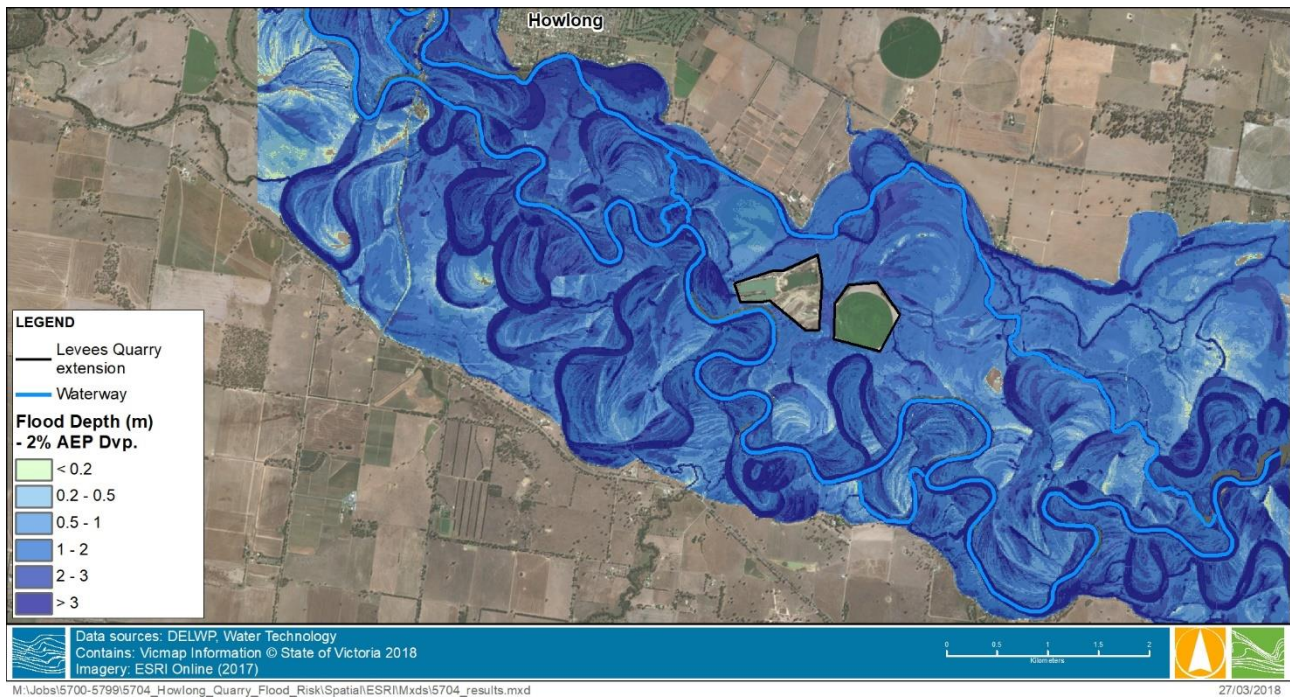 Howlong
LEGEND
Levees Quarry
extension
Waterway
Flood Depth (m)
- 2% AEP Dvp.
< 0.2
0.2 - 0.5
0.5 - 1
1 - 2
2 - 3
> 3
Data sources: DELWP, Water Technology
Contains: Vicmap Information © State of Victoria 2018
Imagery: ESRI Online (2017)
0 0.5 1 1.5 2
Kilometers
M:\Jobs\5700-5799\5704_Howlong_Quarry_Flood_Risk\Spatial\ESRI\Mxds\5704_results.mxd
27/03/2018